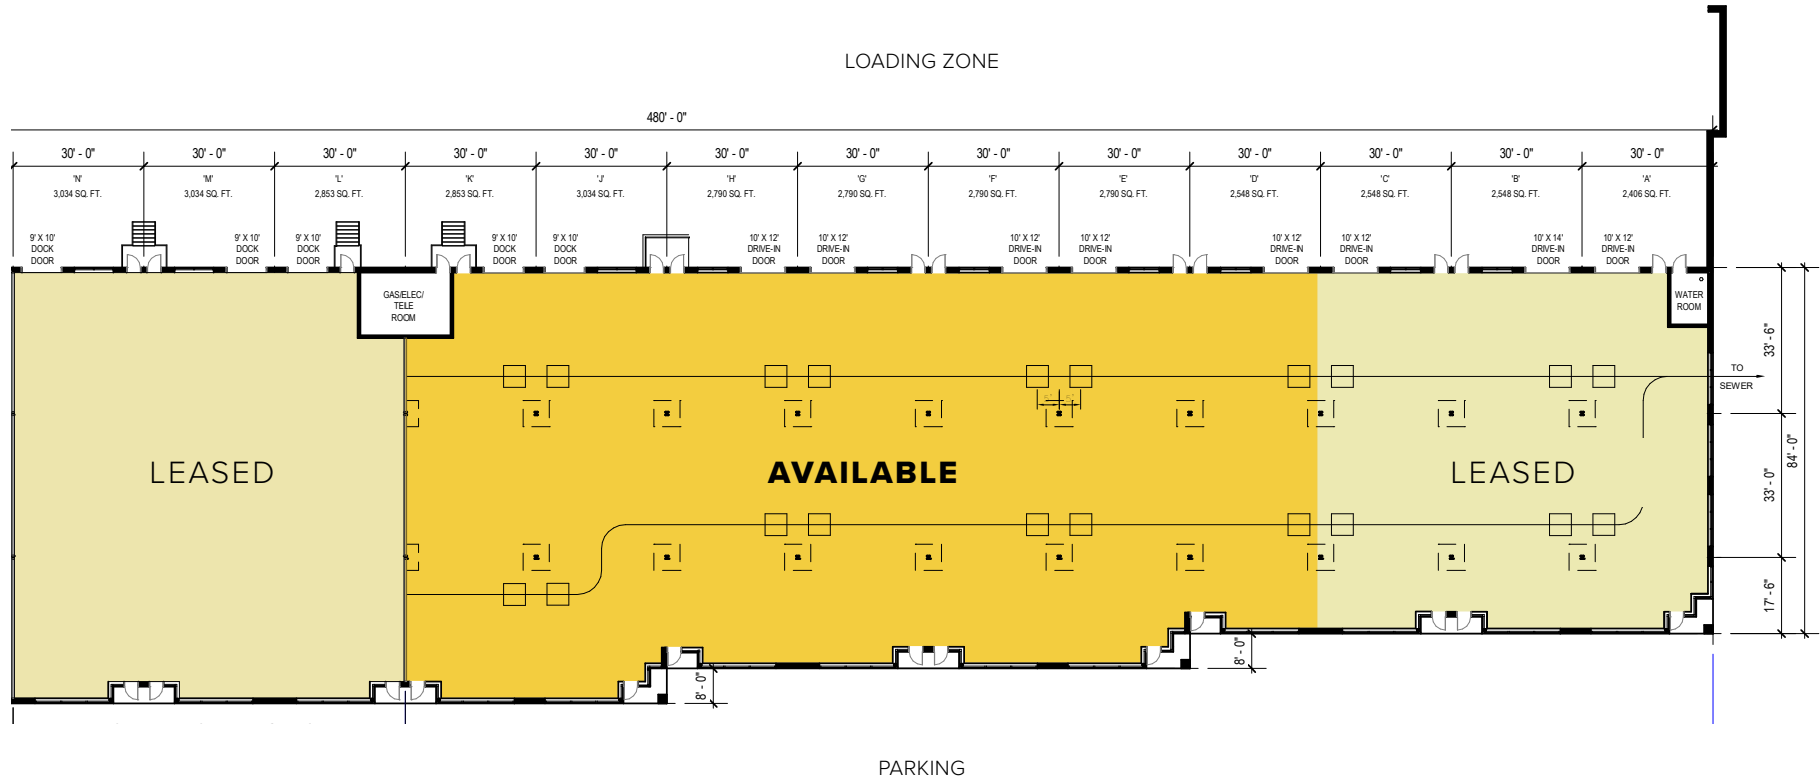 LOADING ZONE
480' - 0"
30' - 0" 30' - 0" 30' - 0" 30' - 0" 30' - 0" 30' - 0" 30' - 0" 30' - 0" 30' - 0" 30' - 0" 30' - 0" 30' - 0" 30' - 0"
'N' 'M' 'L' 'K' 'J' 'H' 'G' 'F' 'E' 'D' 'C' 'B' 'A'
3,034 SQ. FT. 3,034 SQ. FT. 2,853 SQ. FT. 2,853 SQ. FT. 3,034 SQ. FT. 2,790 SQ. FT. 2,790 SQ. FT. 2,790 SQ. FT. 2,790 SQ. FT. 2,548 SQ. FT. 2,548 SQ. FT. 2,548 SQ. FT. 2,406 SQ. FT.
9' X 10' 9' X 10' 9' X 10' 9' X 10' 9' X 10' 10' X 12' 10' X 12' 10' X 12' 10' X 12' 10' X 12' 10' X 12' 10' X 14' 10' X 12'
DOCK DOCK DOCK DOCK DOCK DRIVE-IN DRIVE-IN DRIVE-IN DRIVE-IN DRIVE-IN DRIVE-IN DRIVE-IN DRIVE-IN
DOOR DOOR DOOR DOOR DOOR DOOR DOOR DOOR DOOR DOOR DOOR DOOR DOOR
GAS/ELEC/
TELE
ROOM
WATER
ROOM
33' - 6"
TO
SEWER
84' - 0"
LEASED
AVAILABLE
LEASED
33' - 0"
17' - 6"
8' - 0"
8' - 0"
PARKING